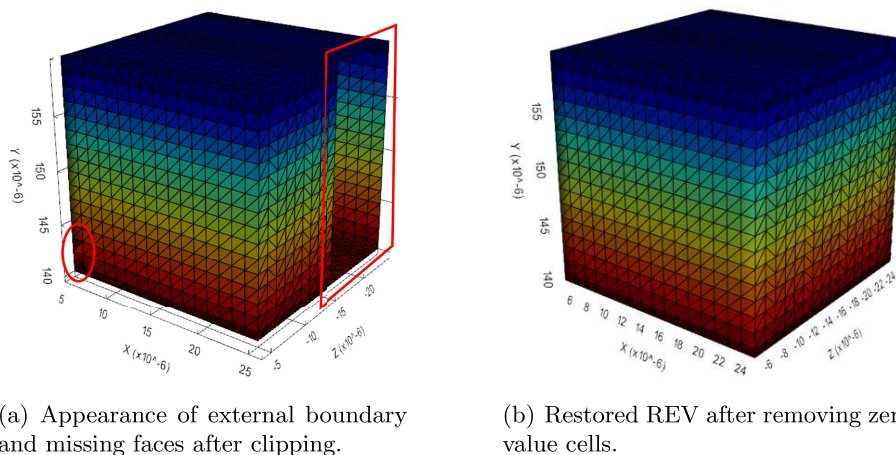 155
150
145
140
Y (x10^-6)
5
10
15
20
25
X (x10^-6)
-5
-10
-15
-20
Z (x10^-6)
155
150
145
140
Y (x10^-6)
6 8 10 12 14 16 18 20 22 24
X (x10^-6)
-6 -8 -10 -12 -14 -16 -18 -20 -22 -24
Z (x10^-6)
(a) Appearance of external boundary
and missing faces after clipping.
(b) Restored REV after removing zer
value cells.